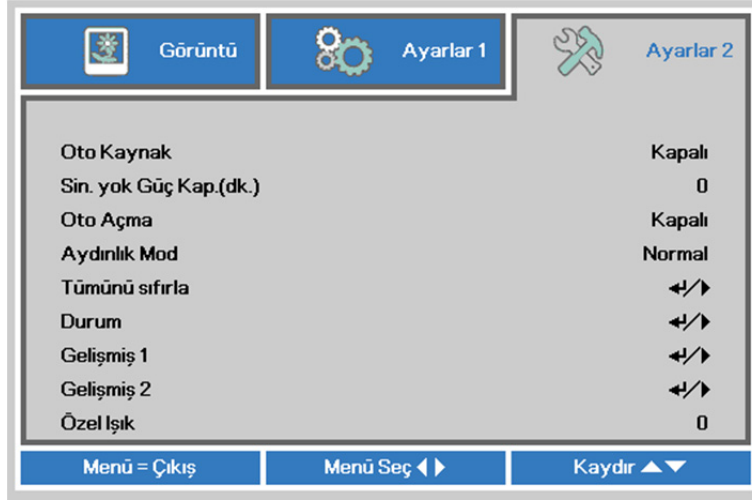 Görüntü Ayarlar 1 Ayarlar 2
Oto Kaynak Kapalı
Sin. yok Güç Kap.(dk.) 0
Oto Açma Kapalı
Aydınlık Mod Normal
Tümünü sıfırla ↵/▶
Durum ↵/▶
Gelişmiş 1 ↵/▶
Gelişmiş 2 ↵/▶
Özel Işık 0
Menü = Çıkış Menü Seç ◀▶ Kaydır ▲▼